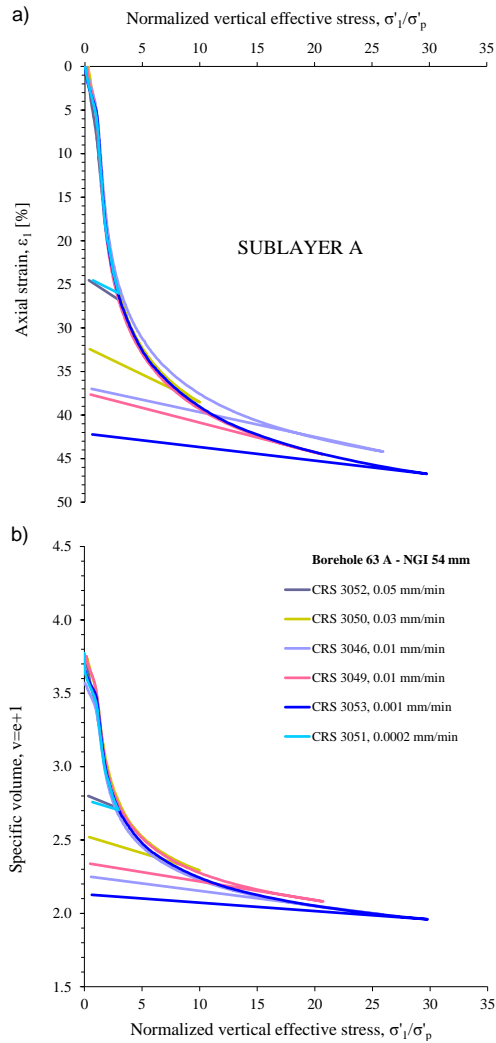 a)
Normalized vertical effective stress, σ'₁/σ'ₚ
0 5 10 15 20 25 30 35
0
5
10
15
20
25
30
35
40
45
50
Axial strain, ε₁ [%]
SUBLAYER A
b)
4.5
4.0
3.5
3.0
2.5
2.0
1.5
Specific volume, v=e+1
Borehole 63 A - NGI 54 mm
CRS 3052, 0.05 mm/min
CRS 3050, 0.03 mm/min
CRS 3046, 0.01 mm/min
CRS 3049, 0.01 mm/min
CRS 3053, 0.001 mm/min
CRS 3051, 0.0002 mm/min
0 5 10 15 20 25 30 35
Normalized vertical effective stress, σ'₁/σ'ₚ